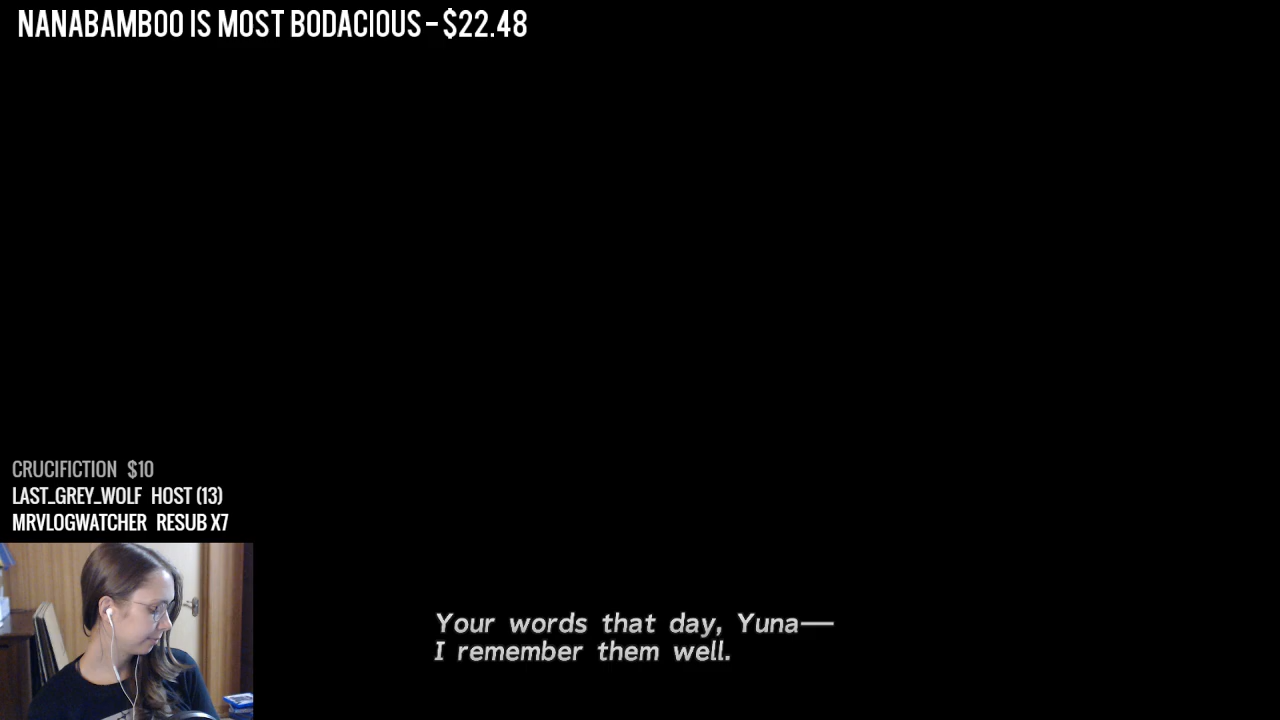 NANABAMBOO IS MOST BODACIOUS - $22.48
CRUCIFICTION $10
LAST_GREY_WOLF HOST (13)
MRVLOGWATCHER RESUB X7
Your words that day, Yuna—
I remember them well.